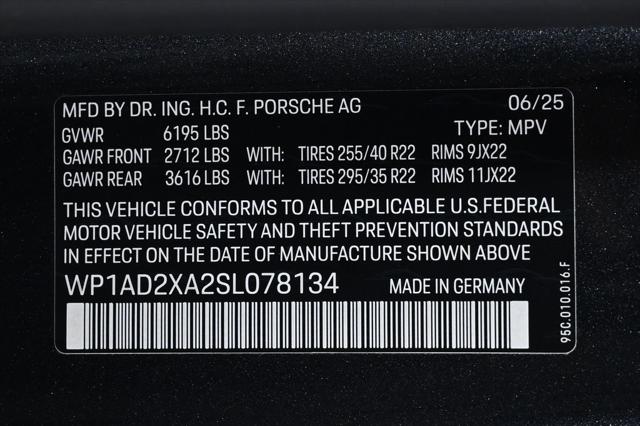 MFD BY DR. ING. H.C. F. PORSCHE AG 06/25
GVWR 6195 LBS TYPE: MPV
GAWR FRONT 2712 LBS WITH: TIRES 255/40 R22 RIMS 9JX22
GAWR REAR 3616 LBS WITH: TIRES 295/35 R22 RIMS 11JX22
THIS VEHICLE CONFORMS TO ALL APPLICABLE U.S.FEDERAL
MOTOR VEHICLE SAFETY AND THEFT PREVENTION STANDARDS
IN EFFECT ON THE DATE OF MANUFACTURE SHOWN ABOVE
WP1AD2XA2SL078134 MADE IN GERMANY
95C.010.016.F